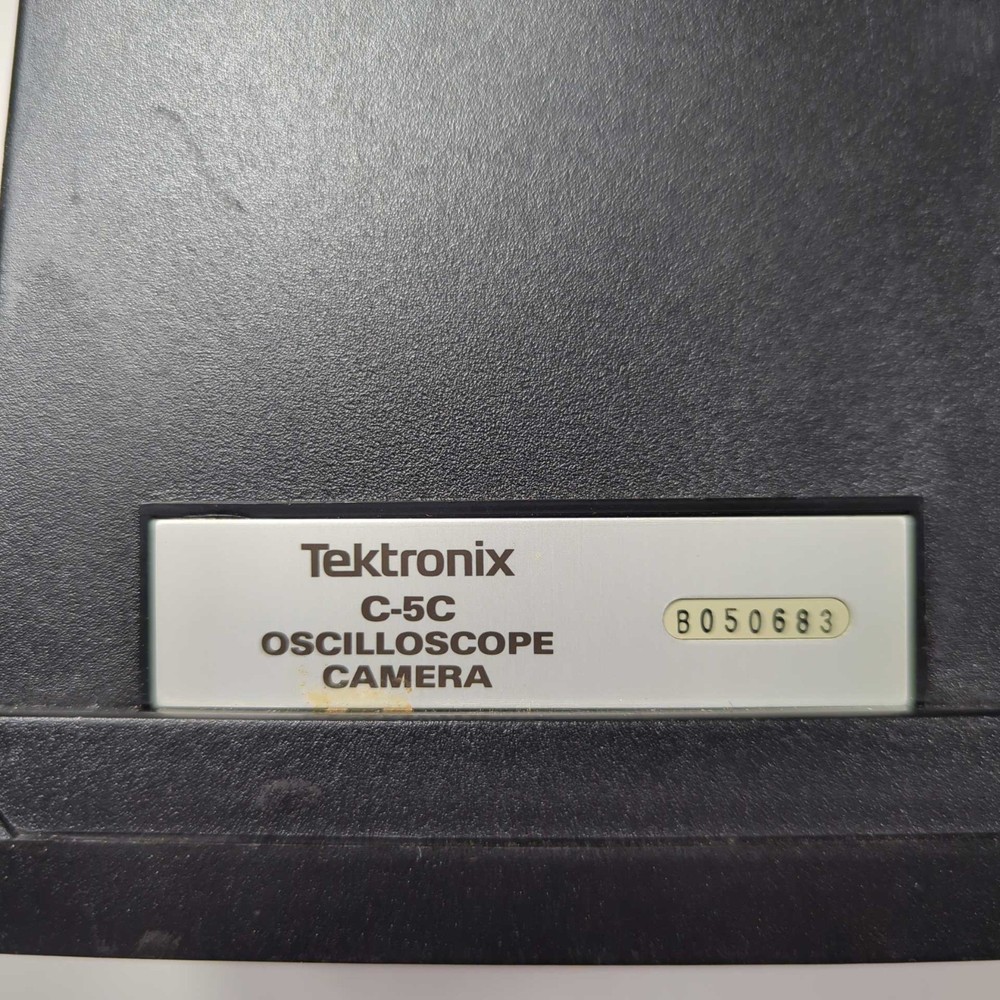 Tektronix
C-5C
OSCILLOSCOPE
CAMERA
B050683